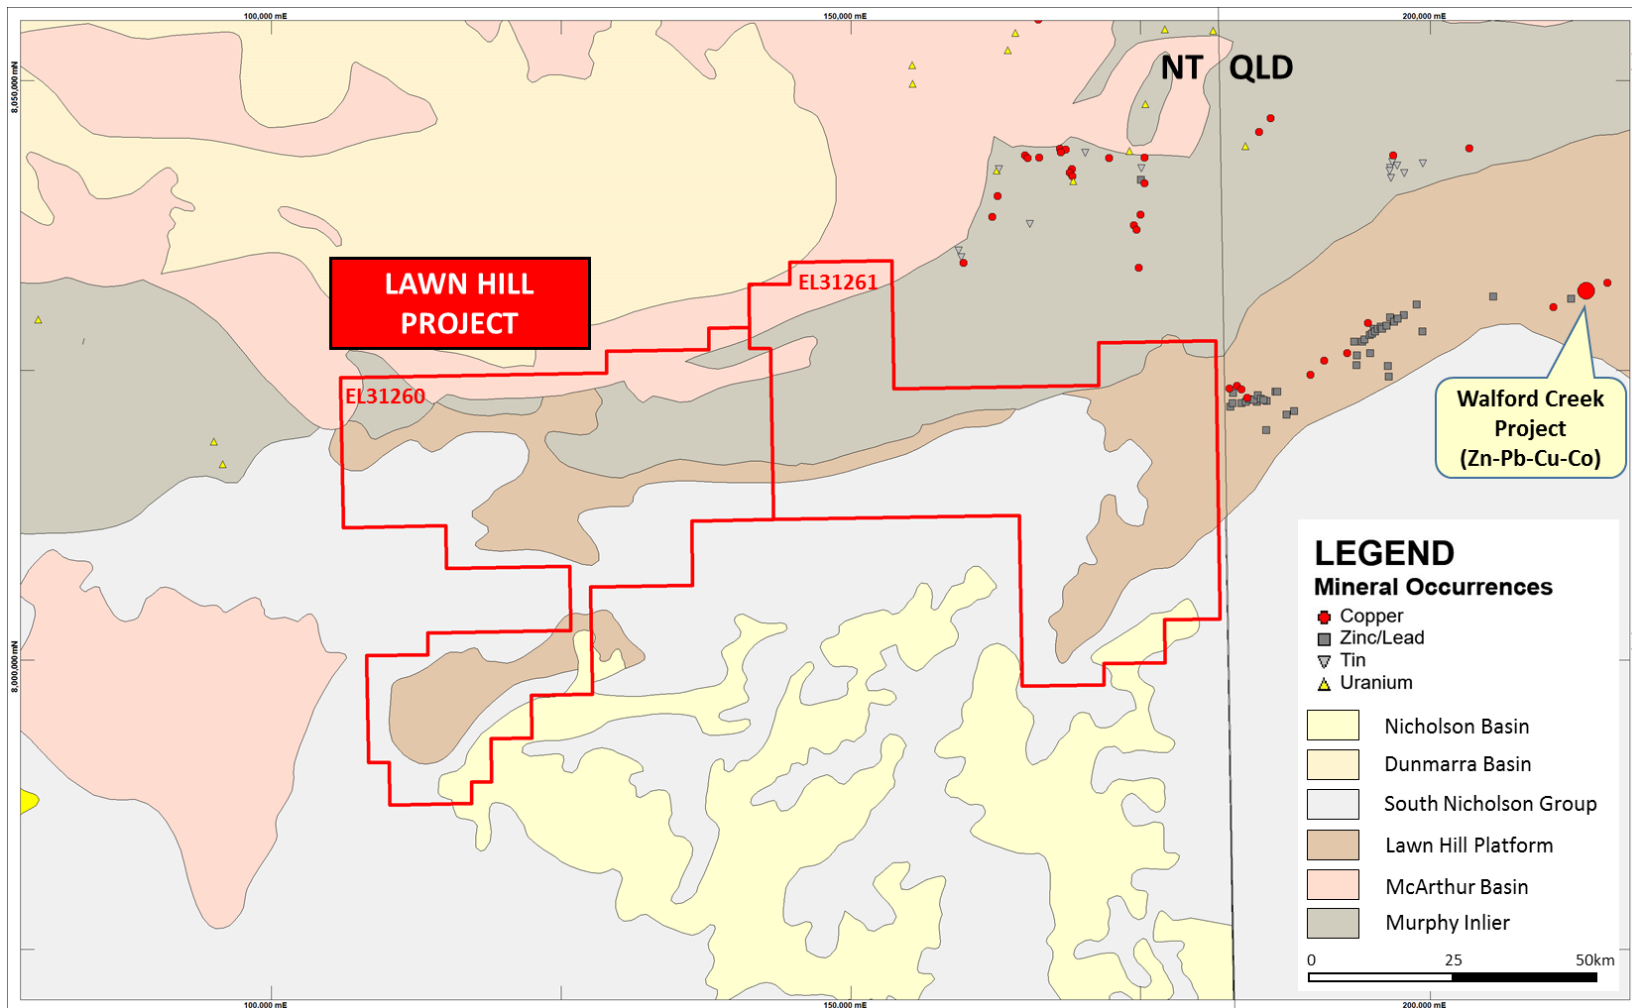 100,000 mE
150,000 mE
200,000 mE
8,050,000 mN
NT QLD
LAWN HILL
PROJECT
EL31261
EL31260
Walford Creek
Project
(Zn-Pb-Cu-Co)
8,000,000 mN
LEGEND
Mineral Occurrences
Copper
Zinc/Lead
Tin
Uranium
Nicholson Basin
Dunmarra Basin
South Nicholson Group
Lawn Hill Platform
McArthur Basin
Murphy Inlier
0 25 50km
100,000 mE
150,000 mE
200,000 mE